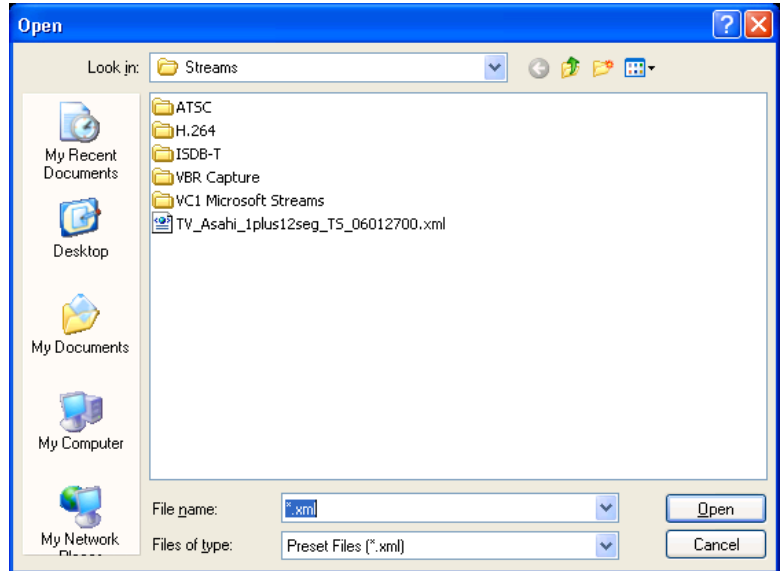 Open
Look in: Streams
My Recent
Documents
Desktop
My Documents
My Computer
My Network
ATSC
H.264
ISDB-T
VBR Capture
VC1 Microsoft Streams
TV_Asahi_1plus12seg_TS_06012700.xml
File name: *.xml
Open
Files of type: Preset Files (*.xml)
Cancel